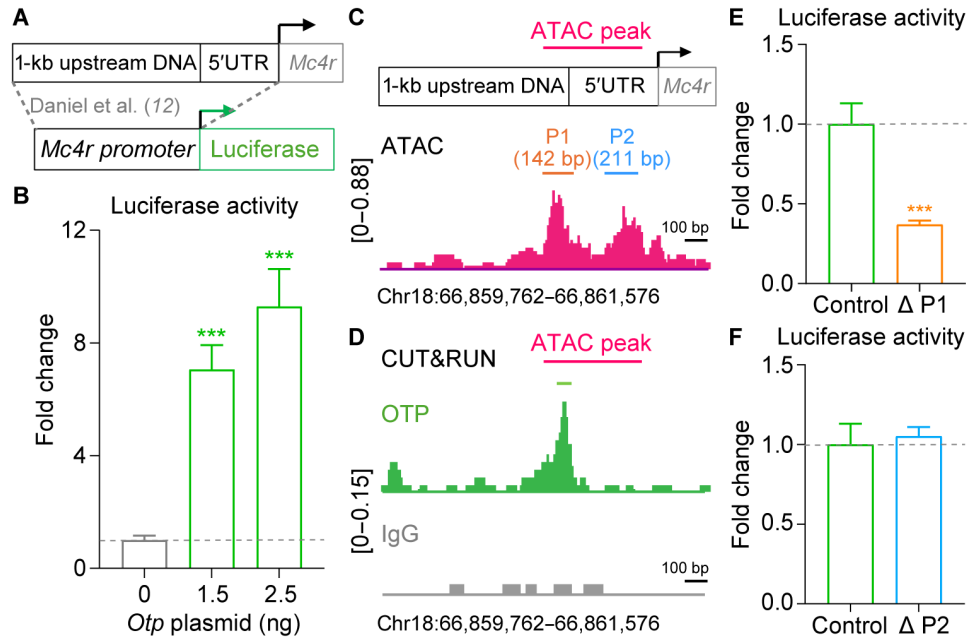 A
1-kb upstream DNA 5′UTR Mc4r
Daniel et al. (12)
Mc4r promoter Luciferase
B
Luciferase activity
Fold change
12
8
4
0
***
***
0 1.5 2.5
Otp plasmid (ng)
C
ATAC peak
1-kb upstream DNA 5′UTR Mc4r
ATAC
P1 P2
(142 bp) (211 bp)
[0–0.88]
100 bp
Chr18:66,859,762–66,861,576
D
ATAC peak
CUT&RUN
OTP
[0–0.15]
IgG
100 bp
Chr18:66,859,762–66,861,576
E
Luciferase activity
Fold change
1.5
1.0
0.5
0.0
***
Control Δ P1
F
Luciferase activity
Fold change
1.5
1.0
0.5
0.0
Control Δ P2